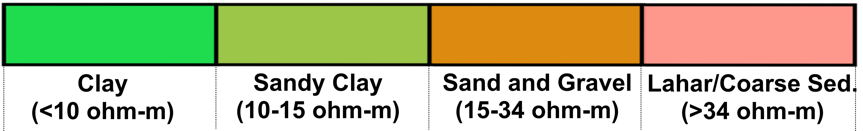 Clay
(<10 ohm-m)
Sandy Clay
(10-15 ohm-m)
Sand and Gravel
(15-34 ohm-m)
Lahar/Coarse Sed.
(>34 ohm-m)